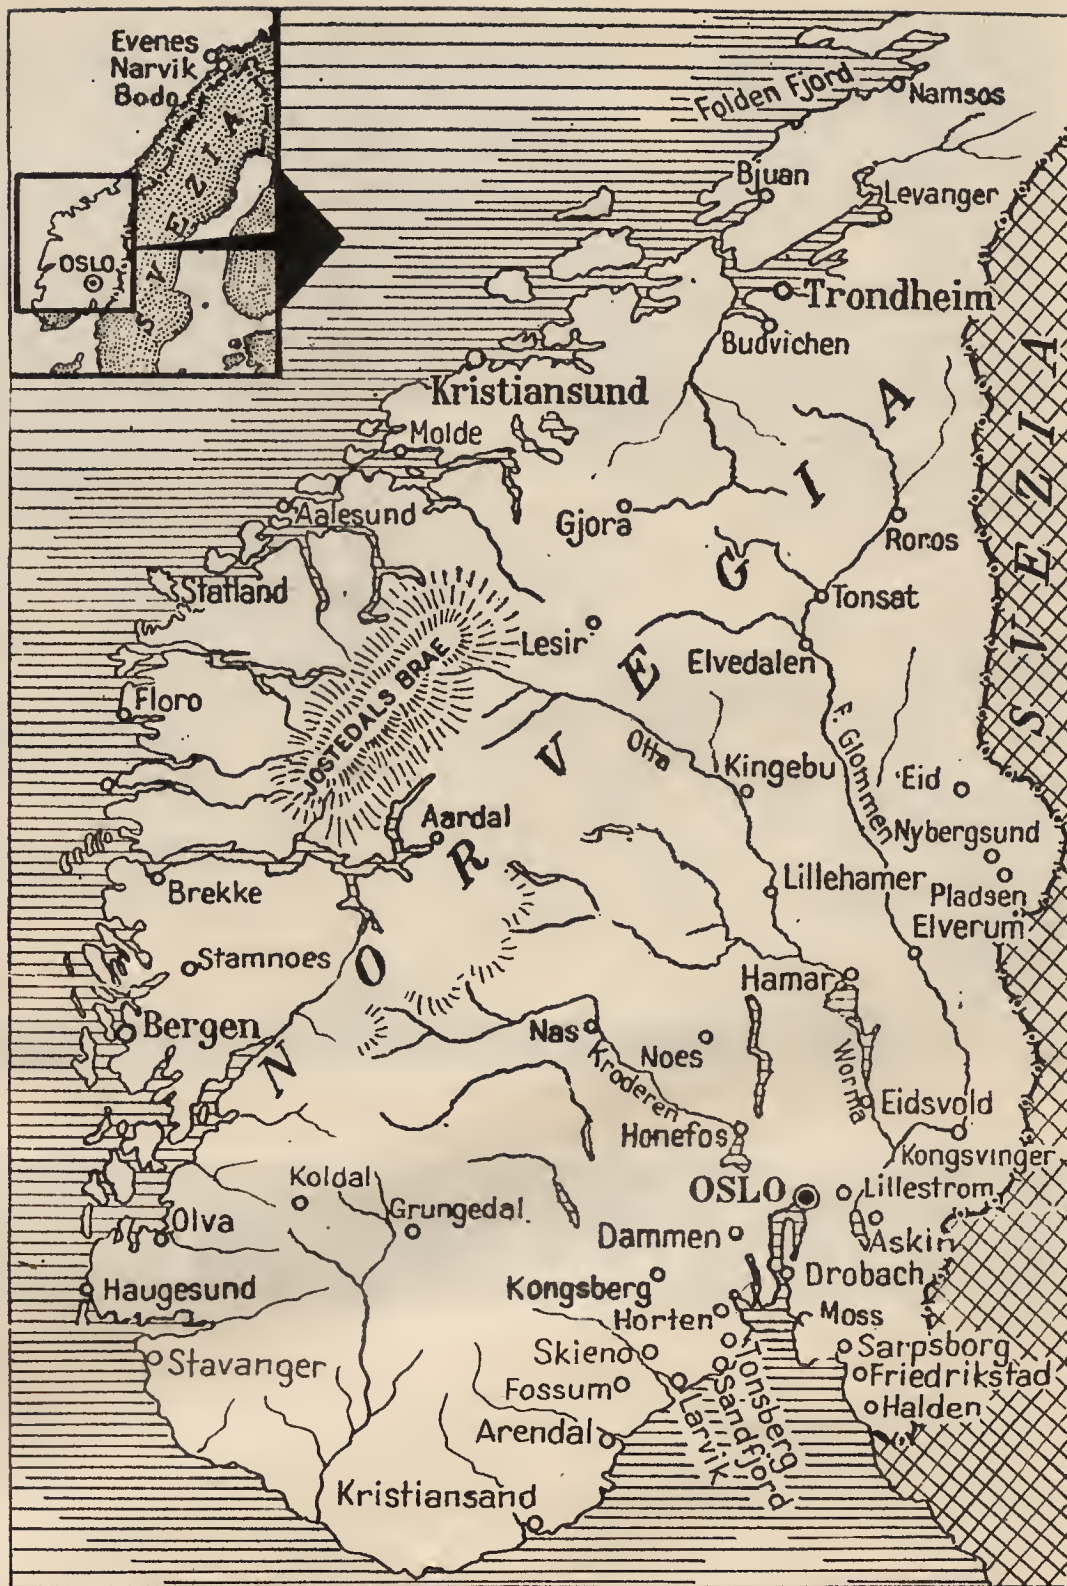 Evenes
Narvik
Bodo
SVEZIA
OSLO
Folden Fjord
Namsos
Bjuan
Levanger
Trondheim
Budvichen
Kristiansund
Molde
Aalesund
Gjora
Roros
Statland
Tonsat
Lesir
Elvedalen
JOSTEDALS BRAE
Floro
Otta
F. Glommen
Kingebu
Eid
Nybergsund
Aardal
Pladsen
Brekke
Lillehamer
Elverum
Stamnoes
Hamar
Bergen
Nas
Kroderen
Noes
Worma
Eidsvold
Honefos
Kongsvinger
Koldal
OSLO
Lillestrom
Olva
Grungedal
Dammen
Askin
Haugesund
Kongsberg
Drobach
Horten
Moss
Stavanger
Skieno
Sarpsborg
Fossum
Friedrikstad
Tonsberg
Sandfjord
Larvik
Halden
Arendal
Kristiansand
NORVEGIA
SVEZIA